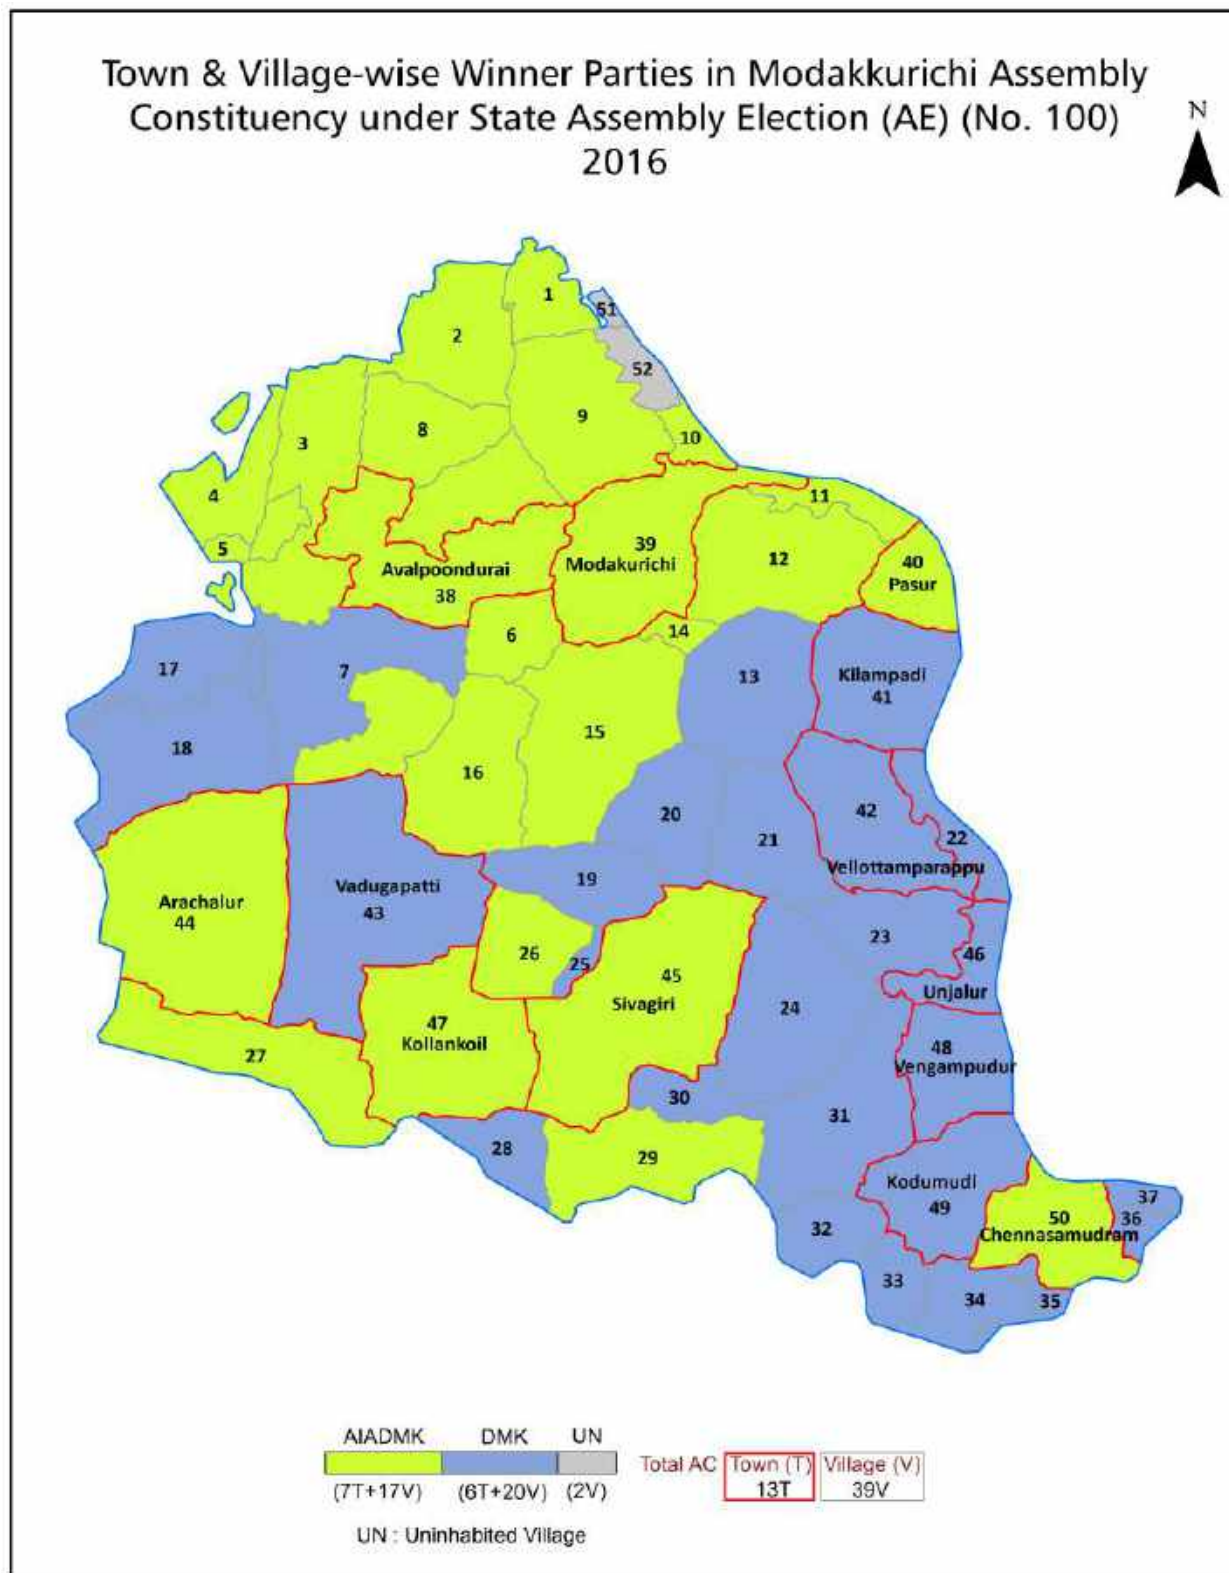 Town & Village-wise Winner Parties in Modakkurichi Assembly
Constituency under State Assembly Election (AE) (No. 100)
2016
N
1
51
2
52
9
8
10
3
4
11
5
39
Modakurichi
12
40
Pasur
Avalpoondurai
38
6
14
17
7
13
Kilampadi
41
18
15
16
20
42
21
22
Vellottamparappu
19
Vadugapatti
43
Arachalur
44
23
26
25
45
Sivagiri
46
Unjalur
24
47
Kollankoil
27
48
Vengampudur
30
31
28
29
Kodumudi
49
37
36
50
Chennasamudram
32
33
34
35
AIADMK DMK UN
Total AC Town (T) Village (V)
13T 39V
(7T+17V) (6T+20V) (2V)
UN : Uninhabited Village